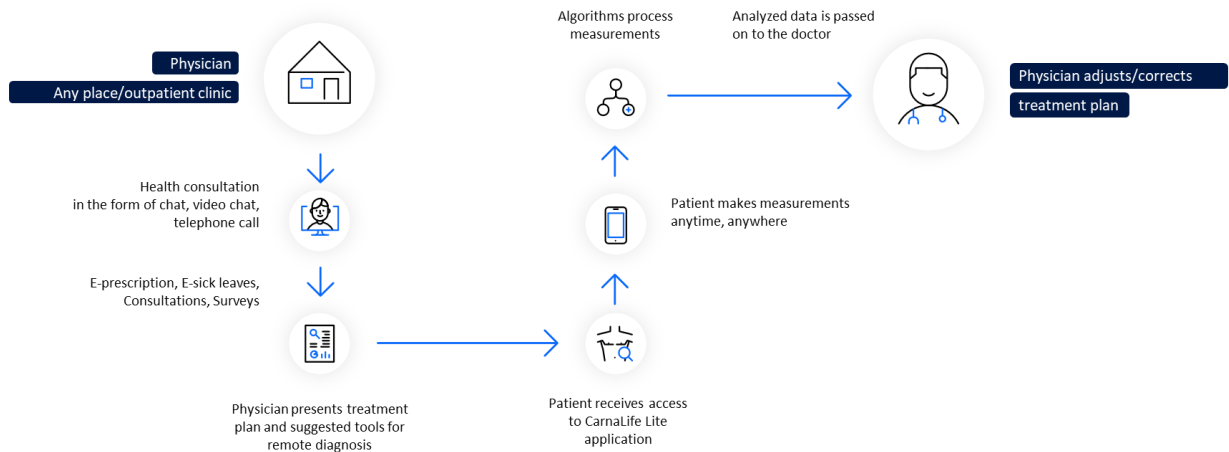 Physician
Any place/outpatient clinic
Health consultation
in the form of chat, video chat,
telephone call
E-prescription, E-sick leaves,
Consultations, Surveys
Physician presents treatment
plan and suggested tools for
remote diagnosis
Patient receives access
to CarnaLife Lite
application
Patient makes measurements
anytime, anywhere
Algorithms process
measurements
Analyzed data is passed
on to the doctor
Physician adjusts/corrects
treatment plan